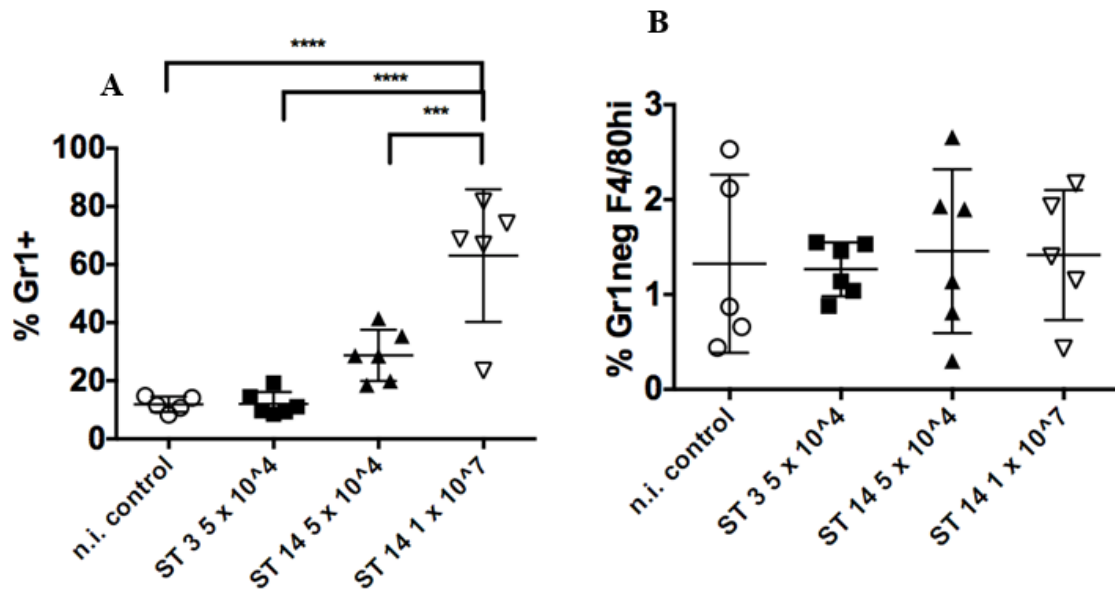 A
****
****
***
% Gr1+
100
80
60
40
20
0
n.i. control
ST 3 5 x 10^4
ST 14 5 x 10^4
ST 14 1 x 10^7
B
% Gr1neg F4/80hi
3
2
1
0
n.i. control
ST 3 5 x 10^4
ST 14 5 x 10^4
ST 14 1 x 10^7